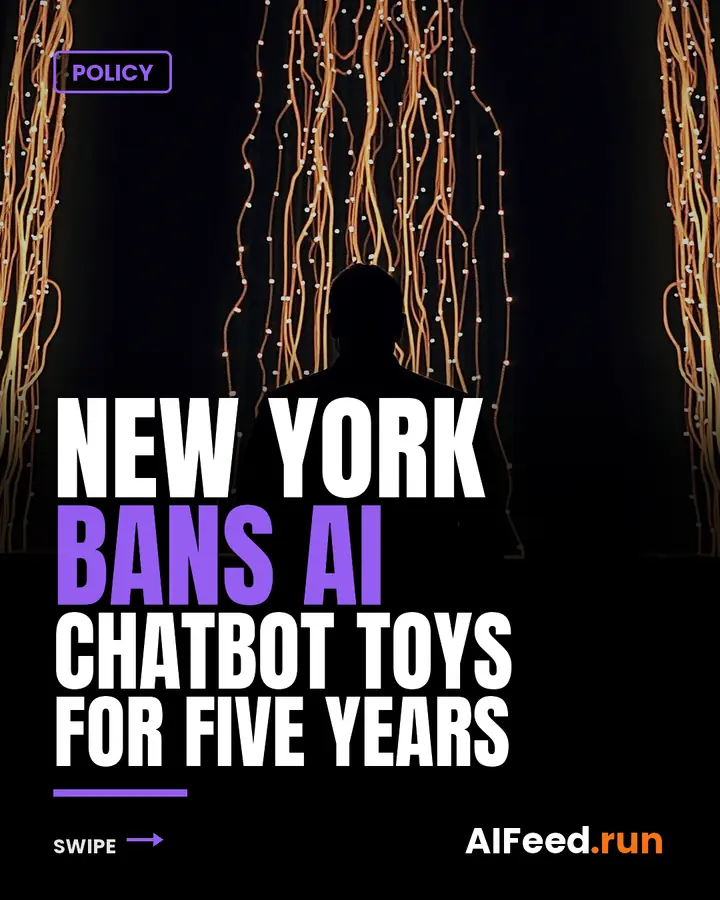 POLICY
NEW YORK
BANS AI
CHATBOT TOYS
FOR FIVE YEARS
SWIPE
AIFeed.run